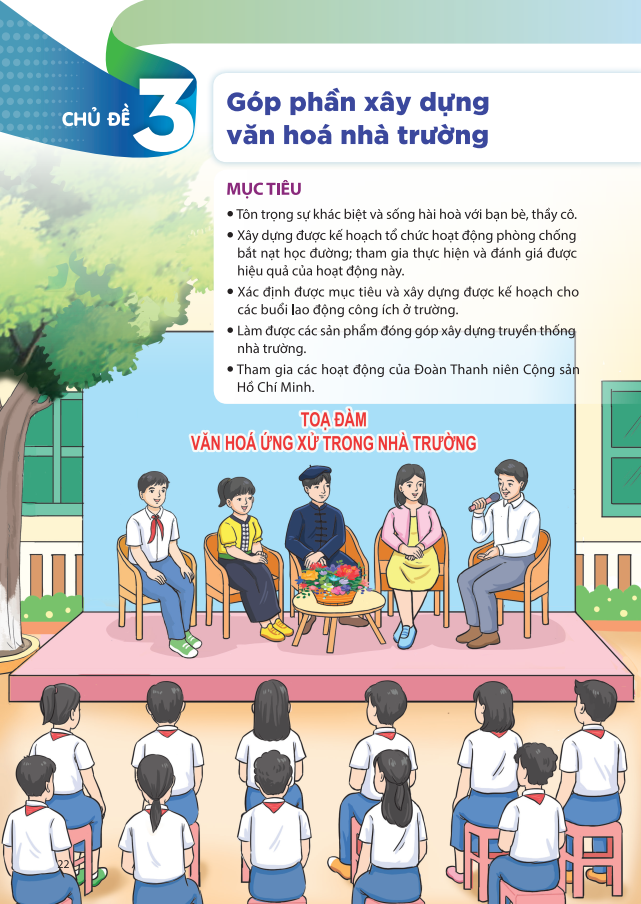 CHỦ ĐỀ 3
Góp phần xây dựng
văn hoá nhà trường
MỤC TIÊU
• Tôn trọng sự khác biệt và sống hài hoà với bạn bè, thầy cô.
• Xây dựng được kế hoạch tổ chức hoạt động phòng chống
bắt nạt học đường; tham gia thực hiện và đánh giá được
hiệu quả của hoạt động này.
• Xác định được mục tiêu và xây dựng được kế hoạch cho
các buổi lao động công ích ở trường.
• Làm được các sản phẩm đóng góp xây dựng truyền thống
nhà trường.
• Tham gia các hoạt động của Đoàn Thanh niên Cộng sản
Hồ Chí Minh.
TOẠ ĐÀM
VĂN HOÁ ỨNG XỬ TRONG NHÀ TRƯỜNG
22